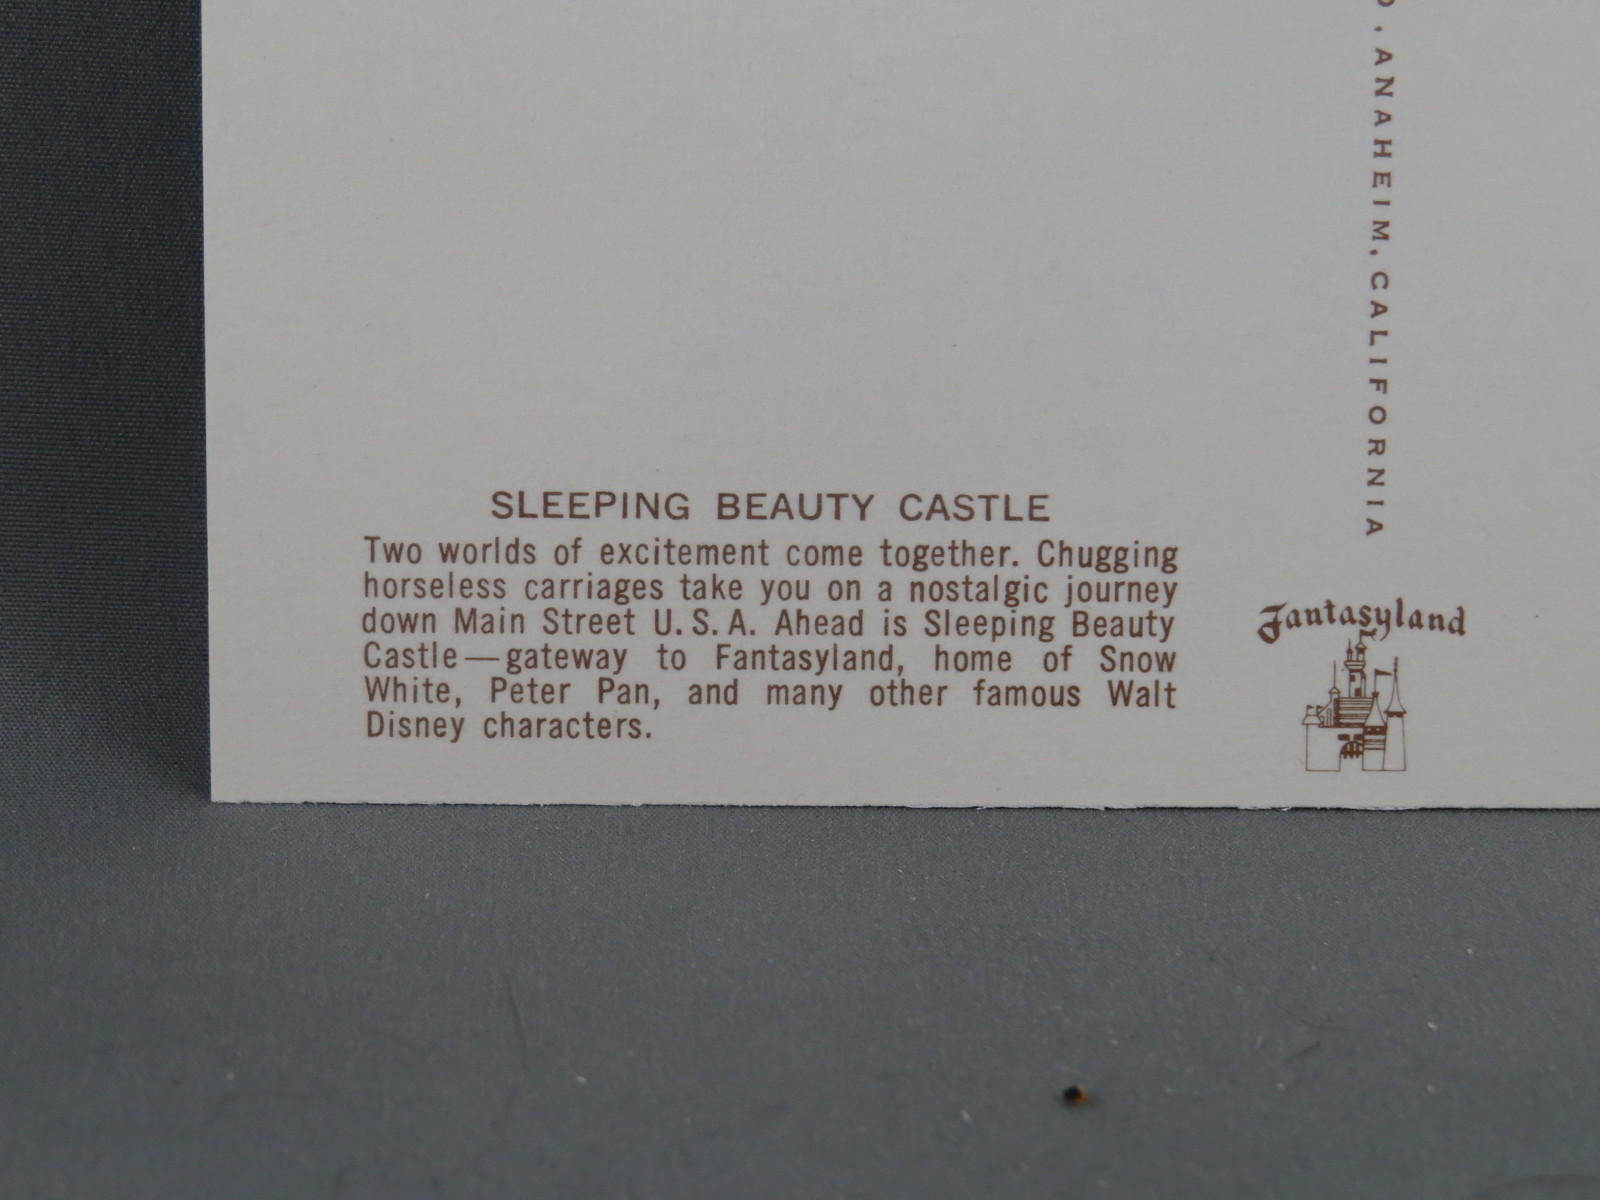 SLEEPING BEAUTY CASTLE
Two worlds of excitement come together. Chugging
horseless carriages take you on a nostalgic journey
down Main Street U. S. A. Ahead is Sleeping Beauty
Castle — gateway to Fantasyland, home of Snow
White, Peter Pan, and many other famous Walt
Disney characters.
, ANAHEIM, CALIFORNIA
Fantasyland